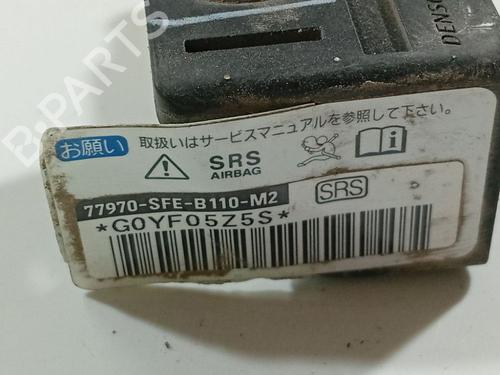 DENSO
お願い 取扱いはサービスマニュアルを参照して下さい。
SRS
AIRBAG
77970-SFE-B110-M2 SRS
*G0YF05Z5S*
B-PARTS